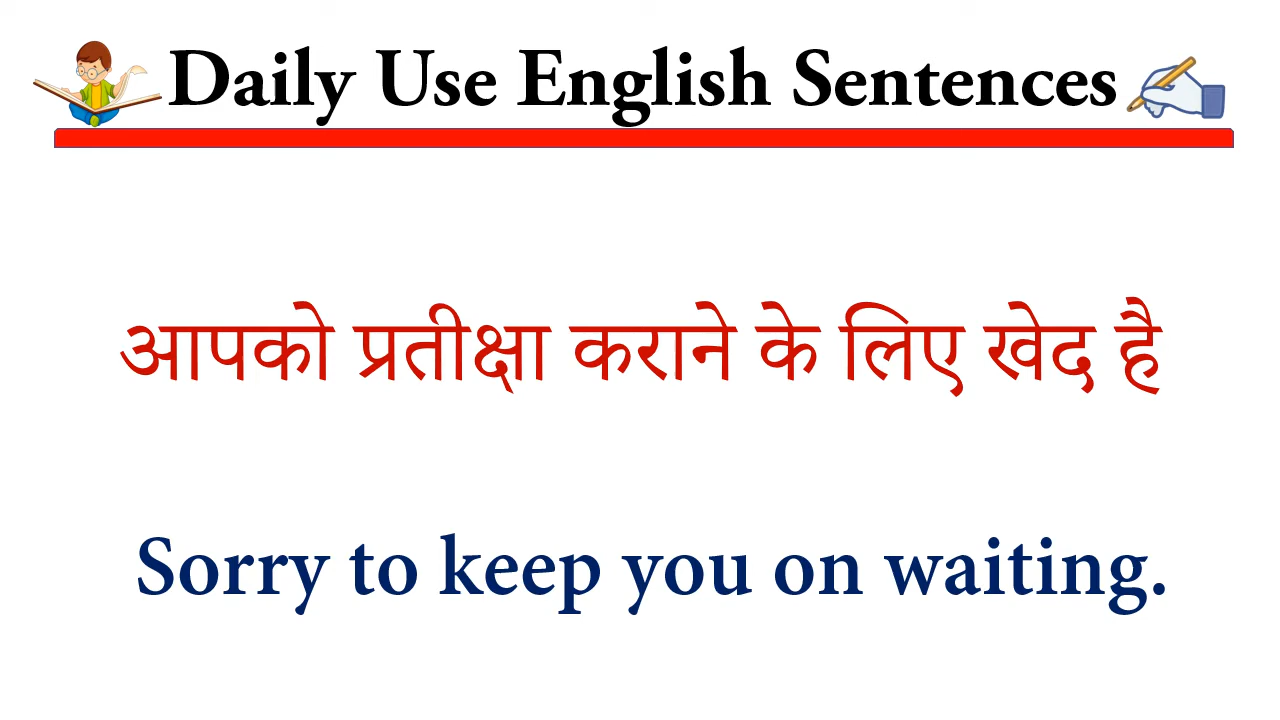 Daily Use English Sentences
आपको प्रतीक्षा कराने के लिए खेद है
Sorry to keep you on waiting.